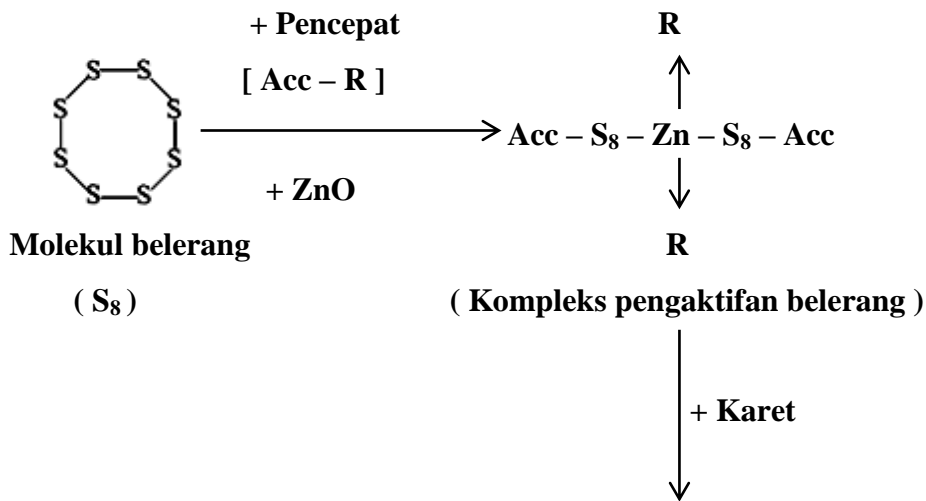 + Pencepat
[ Acc – R ]
+ ZnO
S S
S S
S S
S S
Molekul belerang
( S₈ )
R
Acc – S₈ – Zn – S₈ – Acc
R
( Kompleks pengaktifan belerang )
+ Karet